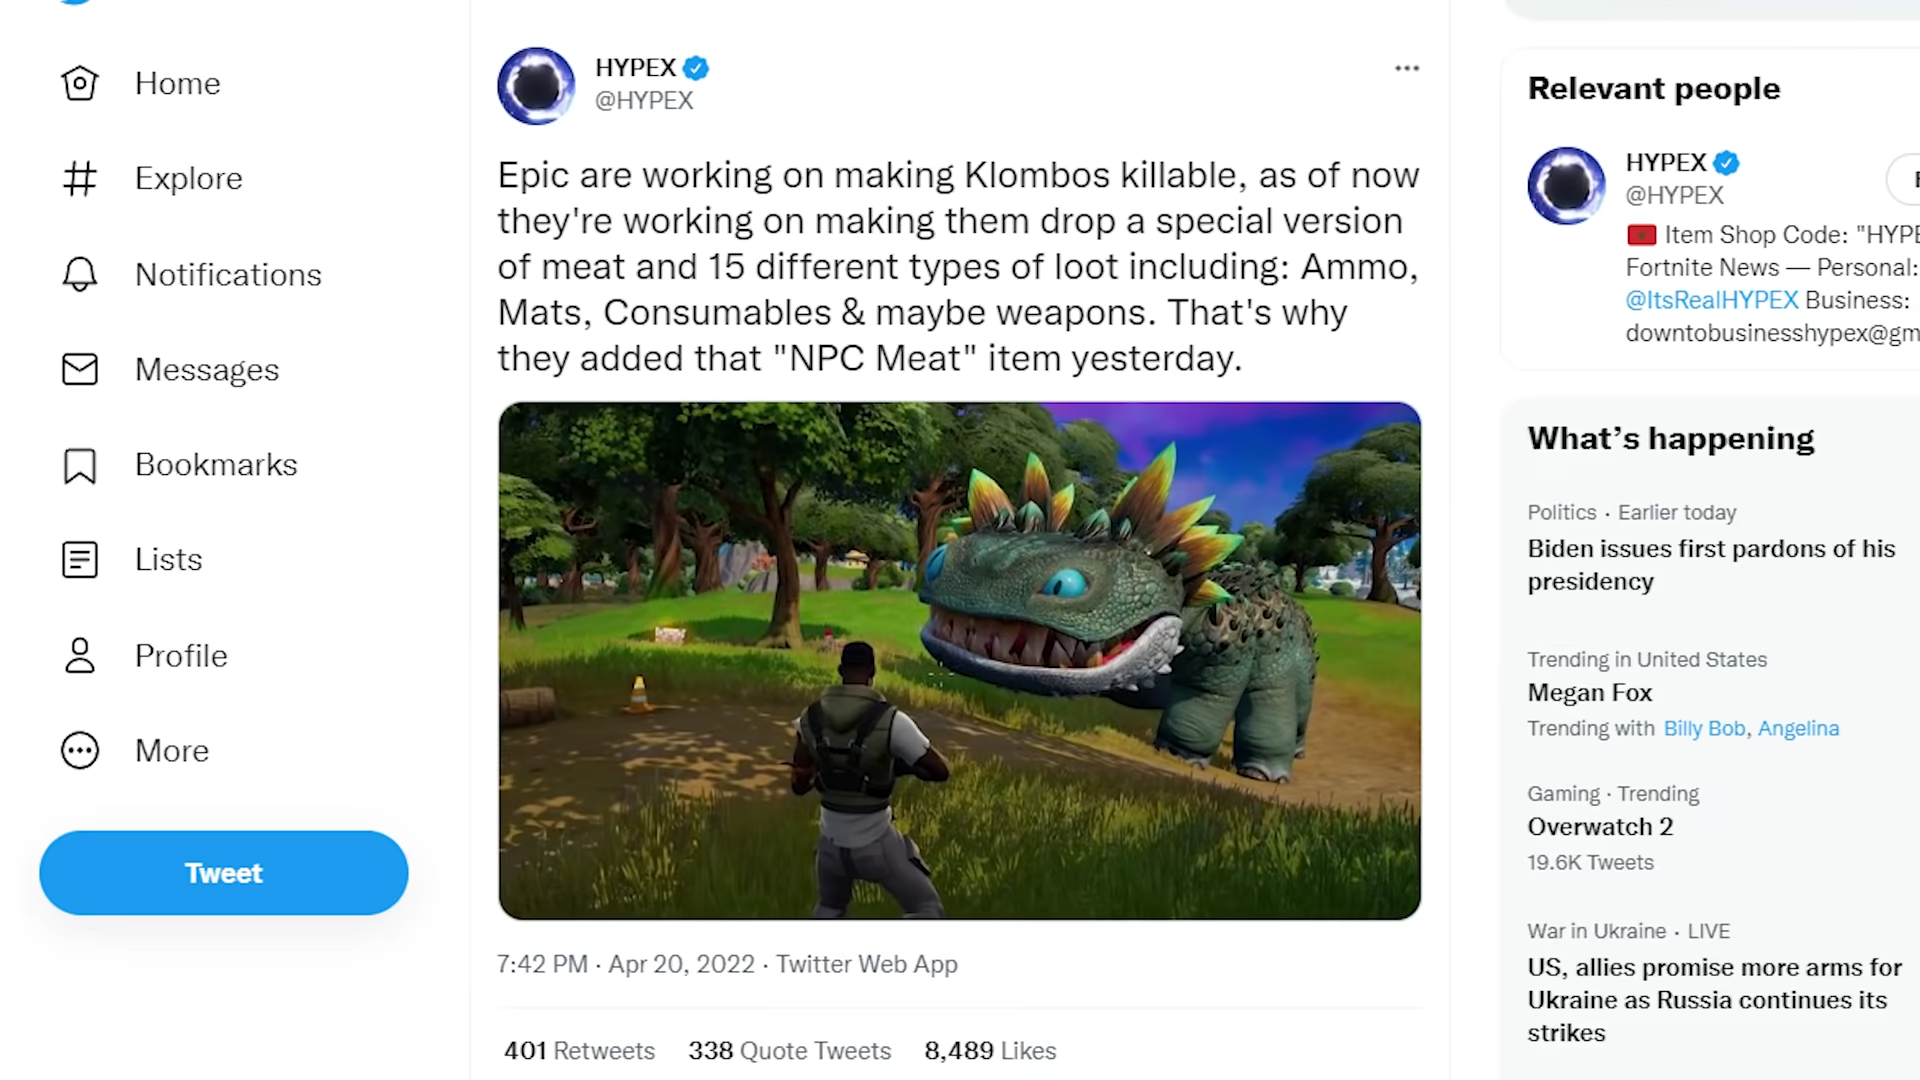 Home
Explore
Notifications
Messages
Bookmarks
Lists
Profile
More
Tweet
HYPEX
@HYPEX
Epic are working on making Klombos killable, as of now
they're working on making them drop a special version
of meat and 15 different types of loot including: Ammo,
Mats, Consumables & maybe weapons. That's why
they added that "NPC Meat" item yesterday.
7:42 PM · Apr 20, 2022 · Twitter Web App
401 Retweets 338 Quote Tweets 8,489 Likes
Relevant people
HYPEX
@HYPEX
Item Shop Code: "HYPE
Fortnite News — Personal:
@ItsRealHYPEX Business:
downtobusinesshypex@gm
What's happening
Politics · Earlier today
Biden issues first pardons of his
presidency
Trending in United States
Megan Fox
Trending with Billy Bob, Angelina
Gaming · Trending
Overwatch 2
19.6K Tweets
War in Ukraine · LIVE
US, allies promise more arms for
Ukraine as Russia continues its
strikes